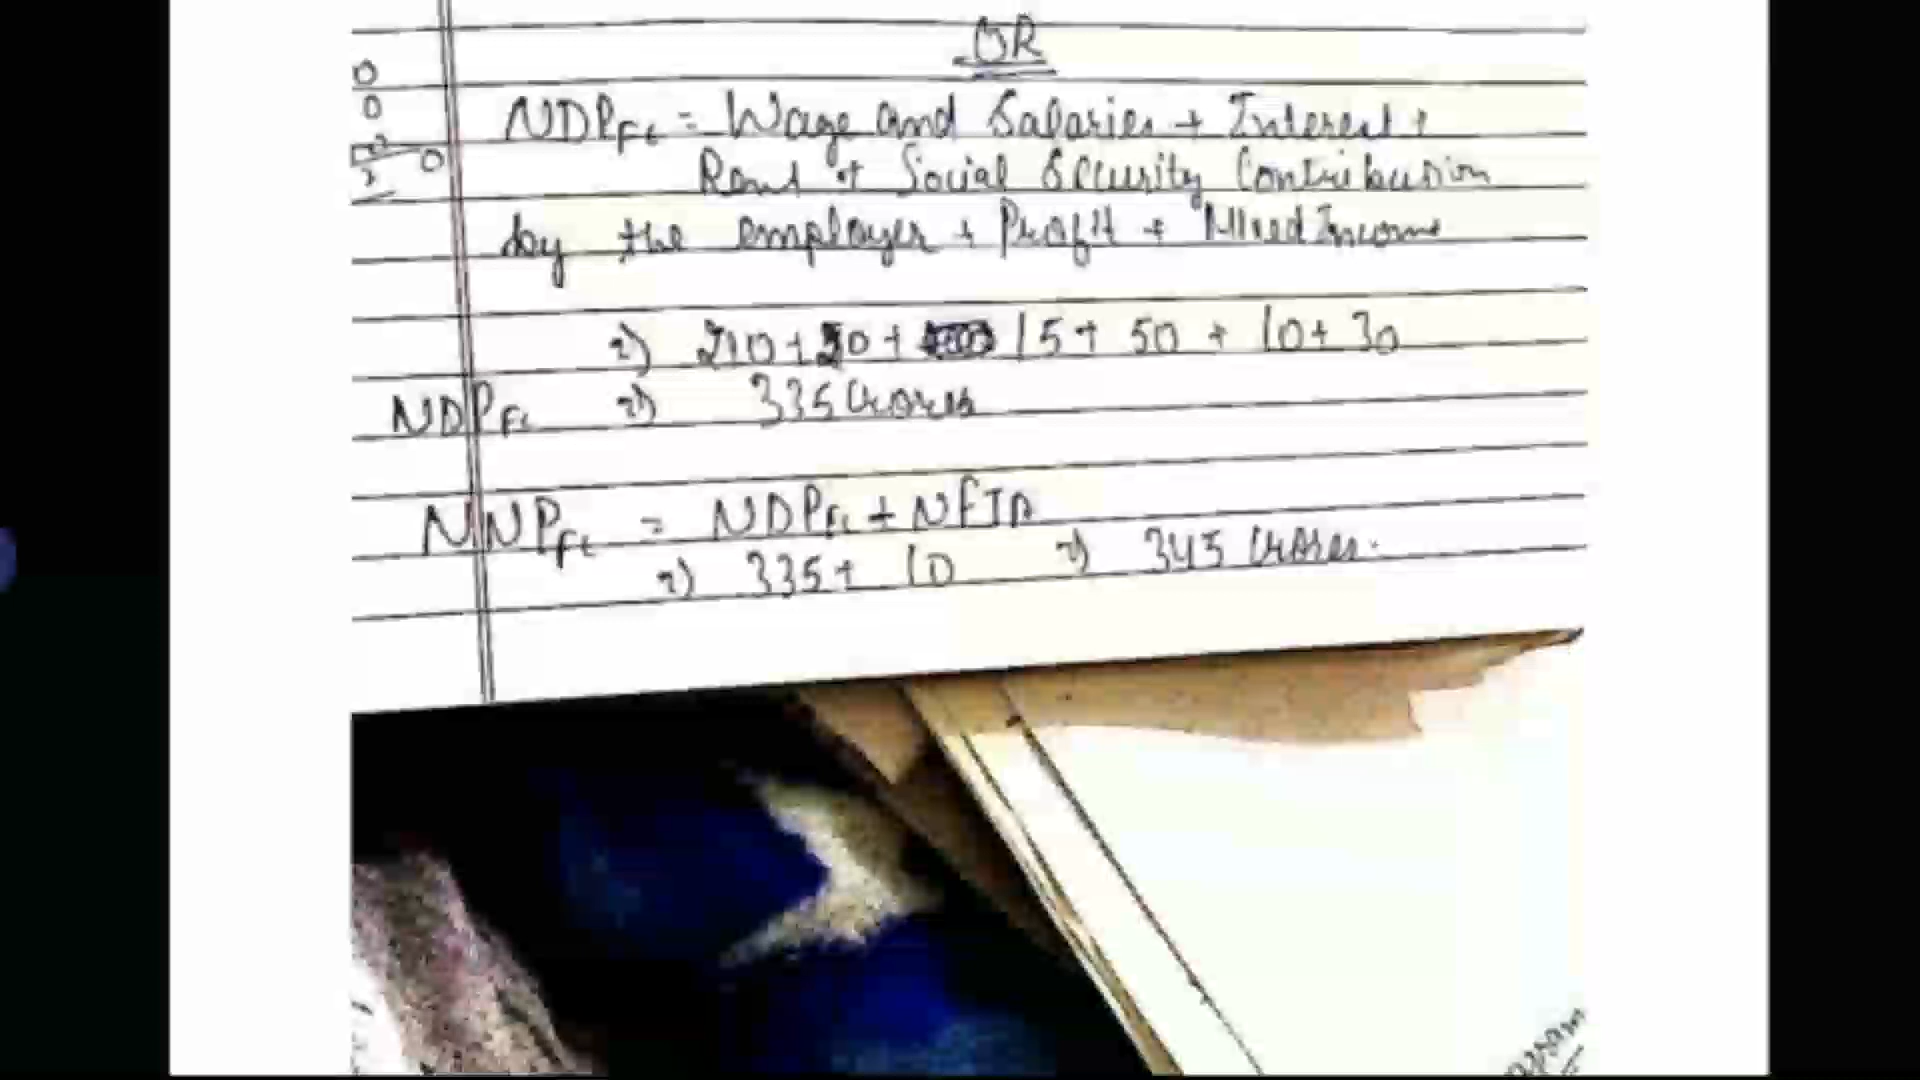 OR
NDPFC = Wage and Salaries + Interest +
Rent + Social Security Contribution
by the employer + Profit + Mixed Income
⇒ 210 + 20 + 15 + 50 + 10 + 30
NDPFC ⇒ 335 Crores
NNPFC = NDPFC + NFIA
⇒ 335 + 10 ⇒ 345 Crores.